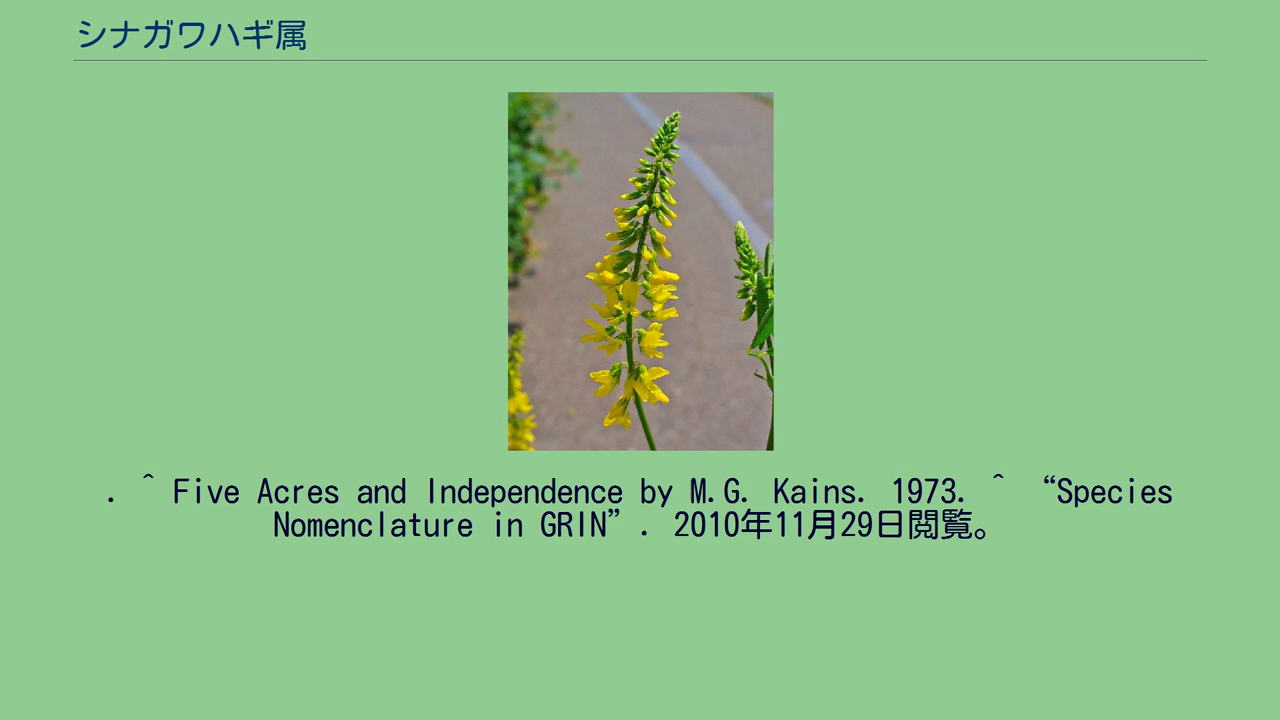 シナガワハギ属
. ^ Five Acres and Independence by M.G. Kains. 1973. ^ “Species
Nomenclature in GRIN”. 2010年11月29日閲覧。